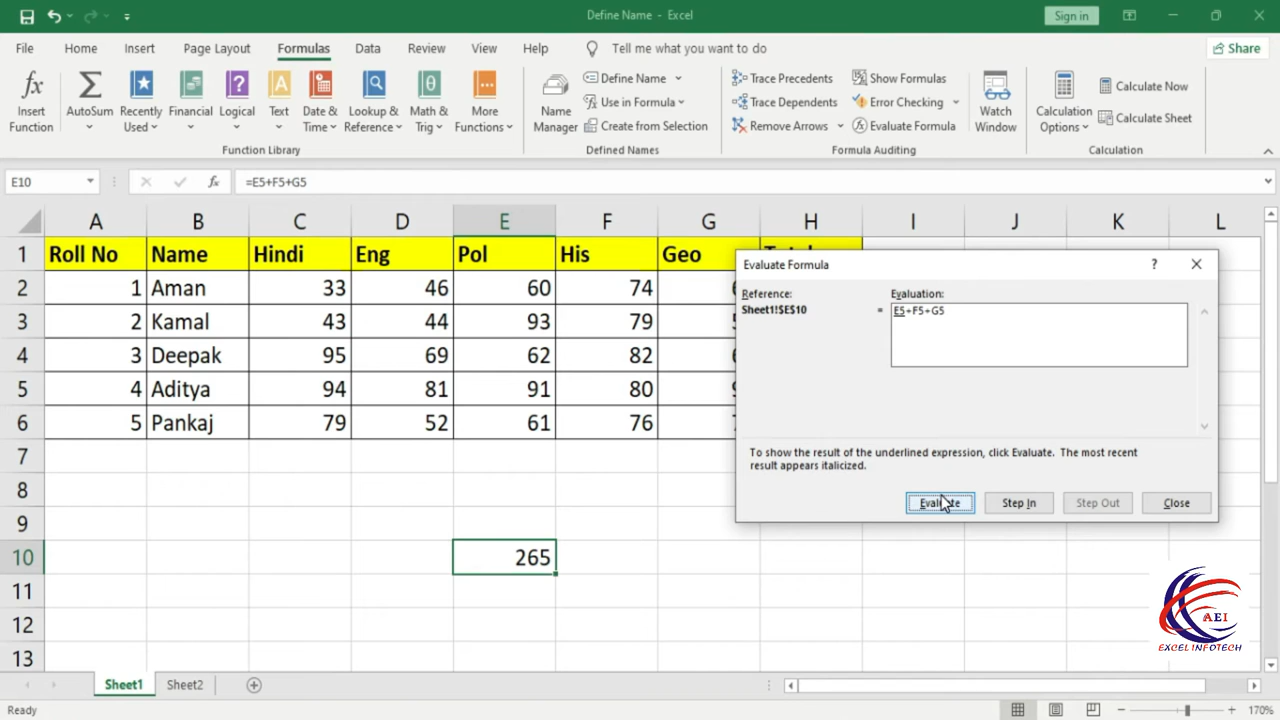 Define Name - Excel
Sign in
File Home Insert Page Layout Formulas Data Review View Help Tell me what you want to do Share
Insert Function
AutoSum
Recently Used
Financial
Logical
Text
Date & Time
Lookup & Reference
Math & Trig
More Functions
Function Library
Name Manager
Define Name
Use in Formula
Create from Selection
Defined Names
Trace Precedents
Trace Dependents
Remove Arrows
Show Formulas
Error Checking
Evaluate Formula
Formula Auditing
Watch Window
Calculation Options
Calculate Now
Calculate Sheet
Calculation
E10 fx =E5+F5+G5
A B C D E F G H I J K L
1 Roll No Name Hindi Eng Pol His Geo
2 1 Aman 33 46 60 74
3 2 Kamal 43 44 93 79
4 3 Deepak 95 69 62 82
5 4 Aditya 94 81 91 80
6 5 Pankaj 79 52 61 76
7
8
9
10 265
11
12
13
Evaluate Formula ?
Reference: Evaluation:
Sheet1!$E$10 = E5+F5+G5
To show the result of the underlined expression, click Evaluate. The most recent
result appears italicized.
Evaluate Step In Step Out Close
AEI
EXCEL INFOTECH
Sheet1 Sheet2
Ready 170%